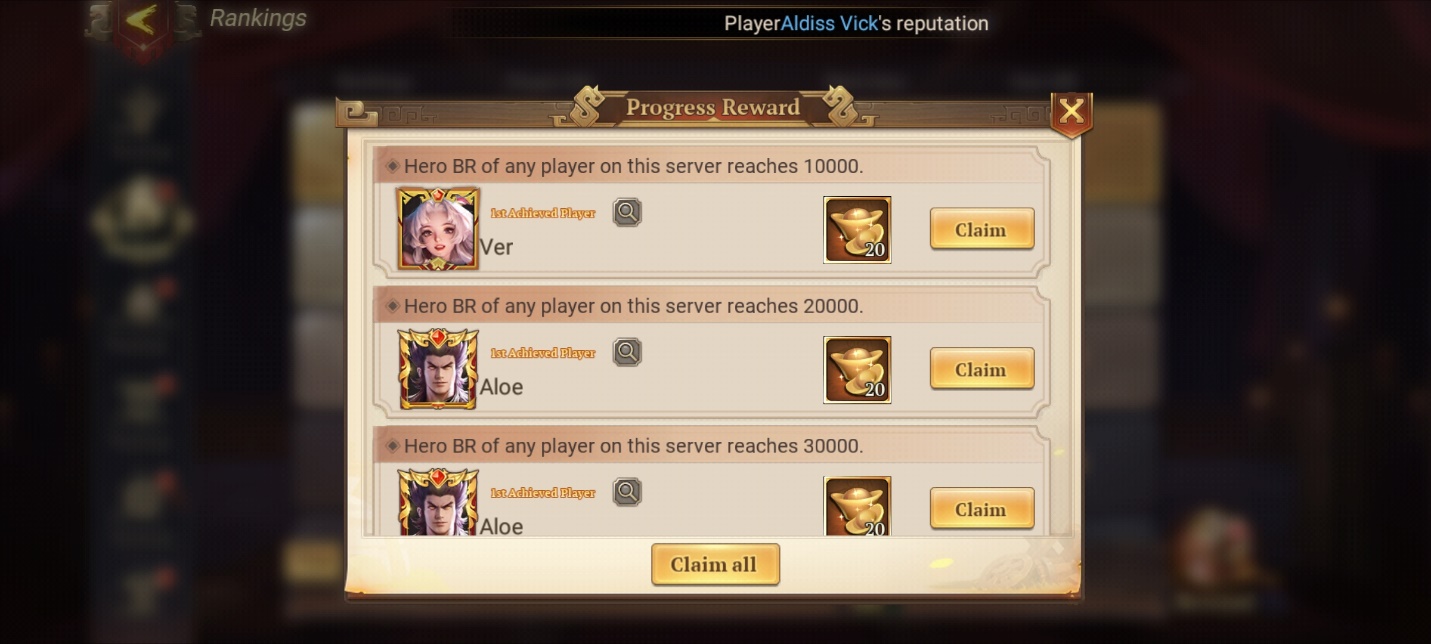 Rankings
PlayerAldiss Vick's reputation
Progress Reward
Hero BR of any player on this server reaches 10000.
1st Achieved Player
Ver
20
Claim
Hero BR of any player on this server reaches 20000.
1st Achieved Player
Aloe
20
Claim
Hero BR of any player on this server reaches 30000.
1st Achieved Player
Aloe
20
Claim
Claim all